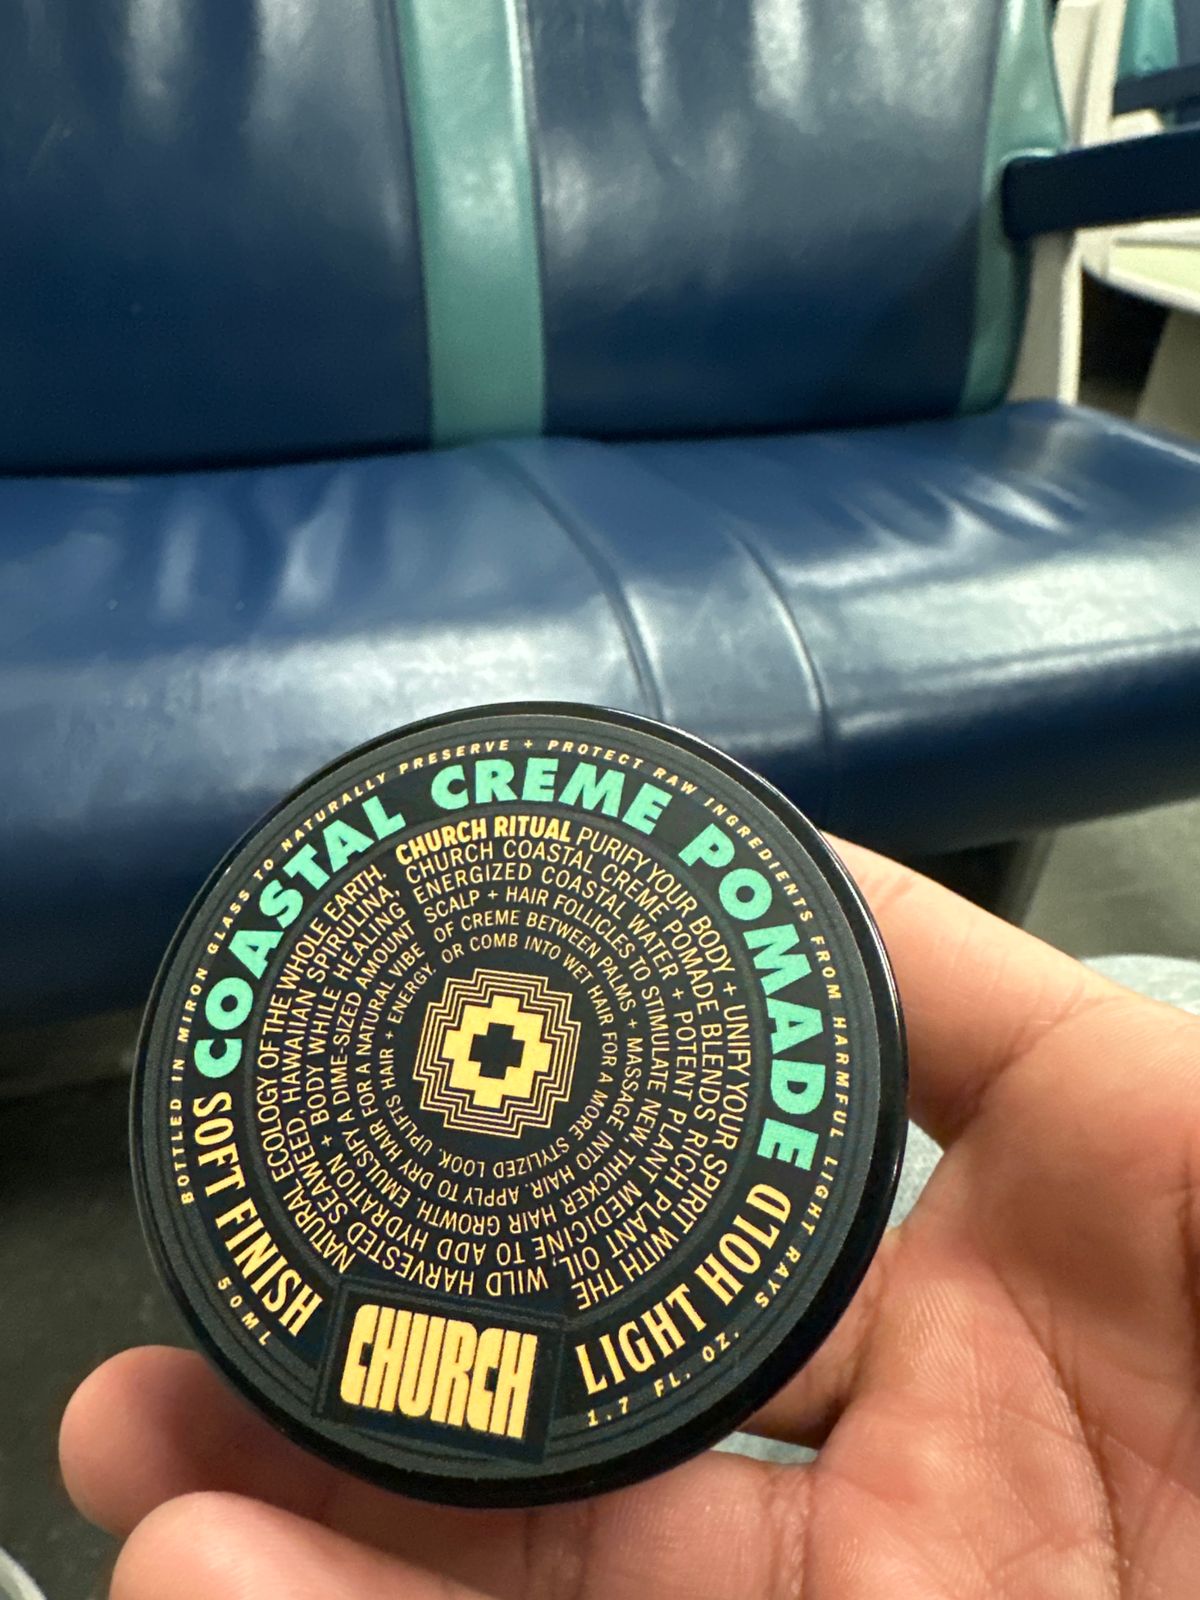 BOTTLED IN MIRON GLASS TO NATURALLY PRESERVE + PROTECT RAW INGREDIENTS FROM HARMFUL LIGHT RAYS
COASTAL CREME POMADE
CHURCH RITUAL PURIFY YOUR BODY + UNIFY YOUR SPIRIT WITH THE
NATURAL ECOLOGY OF THE WHOLE EARTH.
CHURCH COASTAL CREME POMADE BLENDS RICH PLANT OIL, WILD HARVESTED SEAWEED, HAWAIIAN SPIRULINA,
ENERGIZED COASTAL WATER + POTENT PLANT MEDICINE TO ADD HYDRATION + BODY WHILE HEALING
SCALP + HAIR FOLLICLES TO STIMULATE NEW, THICKER HAIR GROWTH. EMULSIFY A DIME-SIZED AMOUNT
OF CREME BETWEEN PALMS + MASSAGE INTO HAIR. APPLY TO DRY HAIR FOR A NATURAL VIBE
OR COMB INTO WET HAIR FOR A MORE STYLIZED LOOK. UPLIFTS HAIR + ENERGY.
SOFT FINISH
50ML
CHURCH
LIGHT HOLD
1.7 FL. OZ.